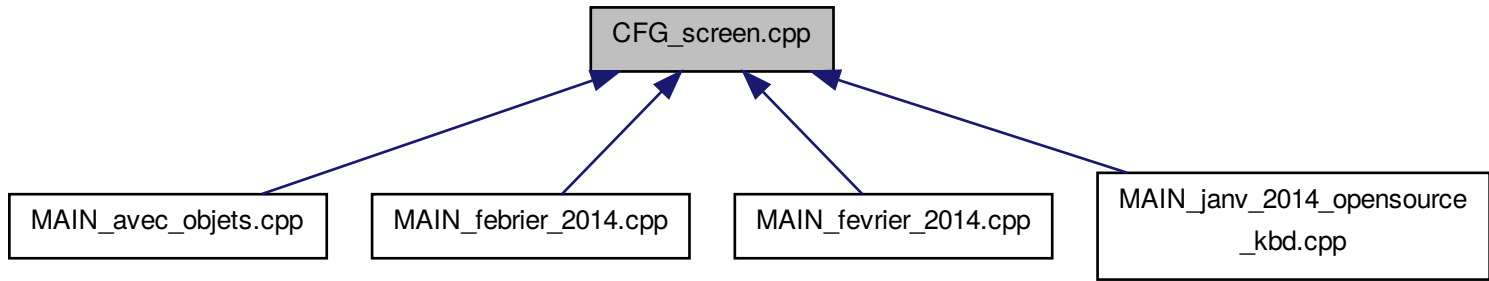 CFG_screen.cpp
MAIN_avec_objets.cpp
MAIN_febrier_2014.cpp
MAIN_fevrier_2014.cpp
MAIN_janv_2014_opensource
_kbd.cpp